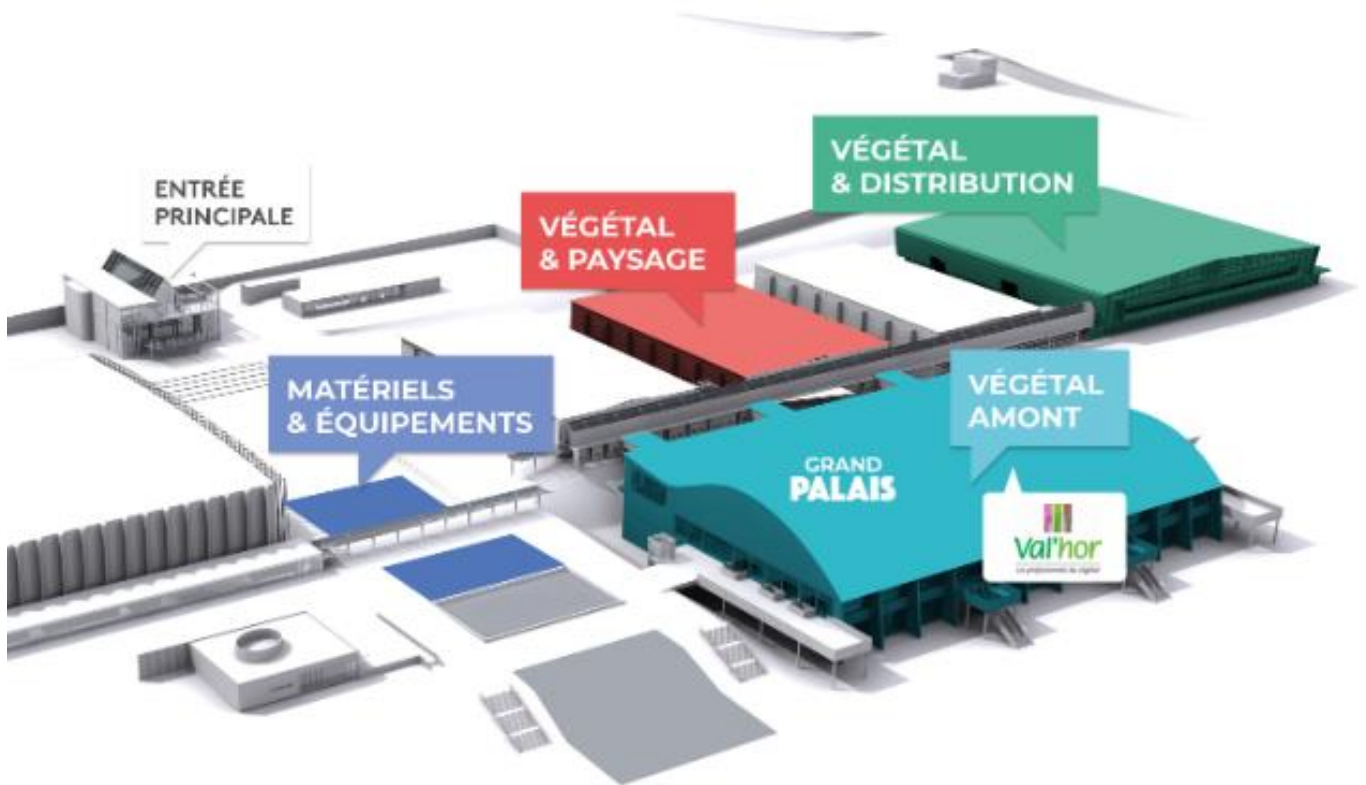 VÉGÉTAL
& DISTRIBUTION
ENTRÉE
PRINCIPALE
VÉGÉTAL
& PAYSAGE
MATÉRIELS
& ÉQUIPEMENTS
VÉGÉTAL
AMONT
GRAND
PALAIS
Val'hor